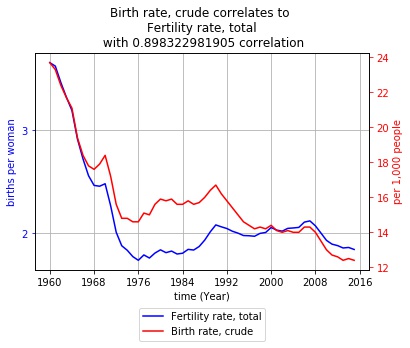 Birth rate, crude correlates to
Fertility rate, total
with 0.898322981905 correlation
births per woman
3
2
24
22
20
18
16
14
12
per 1,000 people
1960 1968 1976 1984 1992 2000 2008 2016
time (Year)
Fertility rate, total
Birth rate, crude